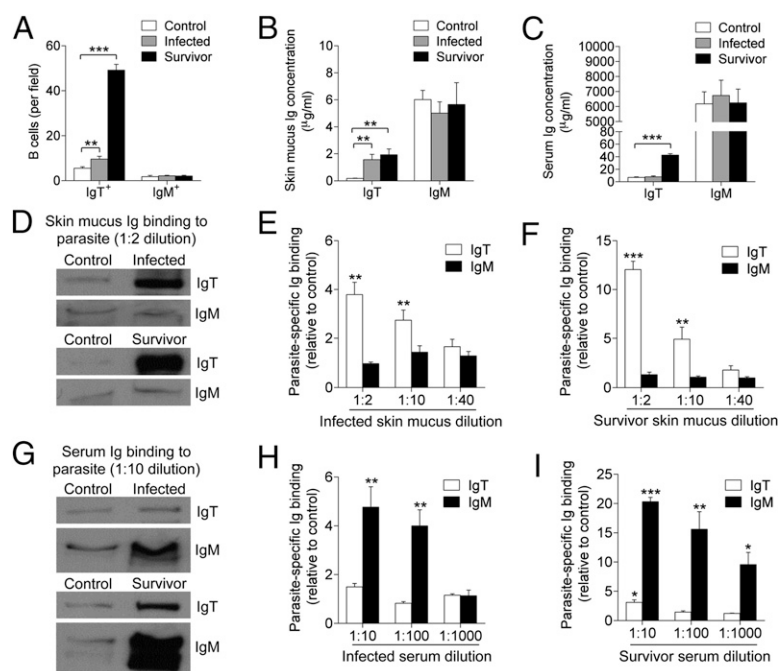 A
Control
Infected
Survivor
B cells (per field)
60
40
20
0
***
**
IgT+
IgM+
B
Control
Infected
Survivor
Skin mucus Ig concentration
(μg/ml)
8
6
4
2
0
**
**
IgT
IgM
C
Control
Infected
Survivor
Serum Ig concentration
(μg/ml)
10000
9000
8000
7000
6000
5000
80
60
40
20
0
***
IgT
IgM
D
Skin mucus Ig binding to
parasite (1:2 dilution)
Control Infected
IgT
IgM
Control Survivor
IgT
IgM
E
Parasite-specific Ig binding
(relative to control)
6
4
2
0
IgT
IgM
**
**
1:2 1:10 1:40
Infected skin mucus dilution
F
Parasite-specific Ig binding
(relative to control)
15
10
5
0
IgT
IgM
***
**
1:2 1:10 1:40
Survivor skin mucus dilution
G
Serum Ig binding to
parasite (1:10 dilution)
Control Infected
IgT
IgM
Control Survivor
IgT
IgM
H
Parasite-specific Ig binding
(relative to control)
6
4
2
0
IgT
IgM
**
**
1:10 1:100 1:1000
Infected serum dilution
I
Parasite-specific Ig binding
(relative to control)
25
20
15
10
5
0
IgT
IgM
***
**
*
*
1:10 1:100 1:1000
Survivor serum dilution